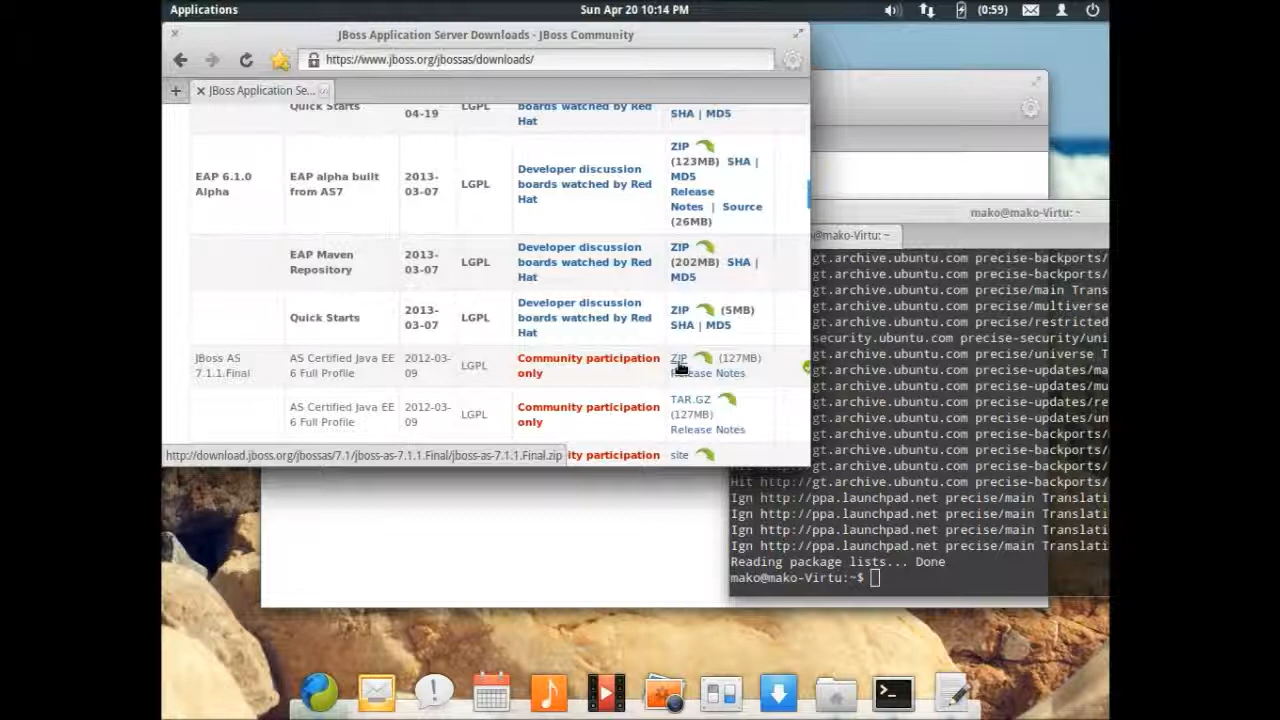 Applications
Sun Apr 20 10:14 PM
(0:59)
JBoss Application Server Downloads - JBoss Community
https://www.jboss.org/jbossas/downloads/
JBoss Application Se...
Quick Starts
04-19
LGPL
boards watched by Red
Hat
SHA | MD5
EAP 6.1.0
Alpha
EAP alpha built
from AS7
2013-
03-07
LGPL
Developer discussion
boards watched by Red
Hat
ZIP
(123MB) SHA |
MD5
Release
Notes | Source
(26MB)
EAP Maven
Repository
2013-
03-07
LGPL
Developer discussion
boards watched by Red
Hat
ZIP
(202MB) SHA |
MD5
Quick Starts
2013-
03-07
LGPL
Developer discussion
boards watched by Red
Hat
ZIP (5MB)
SHA | MD5
JBoss AS
7.1.1.Final
AS Certified Java EE
6 Full Profile
2012-03-
09
LGPL
Community participation
only
ZIP (127MB)
Release Notes
AS Certified Java EE
6 Full Profile
2012-03-
09
LGPL
Community participation
only
TAR.GZ
(127MB)
Release Notes
ity participation
site
http://download.jboss.org/jbossas/7.1/jboss-as-7.1.1.Final/jboss-as-7.1.1.Final.zip
mako@mako-Virtu: ~
@mako-Virtu: ~
gt.archive.ubuntu.com precise-backports/
gt.archive.ubuntu.com precise/main Trans
gt.archive.ubuntu.com precise/multiverse
gt.archive.ubuntu.com precise/restricted
security.ubuntu.com precise-security/uni
gt.archive.ubuntu.com precise/universe T
gt.archive.ubuntu.com precise-updates/ma
gt.archive.ubuntu.com precise-updates/mu
gt.archive.ubuntu.com precise-updates/re
gt.archive.ubuntu.com precise-updates/un
gt.archive.ubuntu.com precise-backports/
gt.archive.ubuntu.com precise-backports/
gt.archive.ubuntu.com precise-backports/
Hit http://gt.archive.ubuntu.com precise-backports/
Hit http://gt.archive.ubuntu.com precise-backports/
Ign http://ppa.launchpad.net precise/main Translati
Ign http://ppa.launchpad.net precise/main Translati
Ign http://ppa.launchpad.net precise/main Translati
Ign http://ppa.launchpad.net precise/main Translati
Reading package lists... Done
mako@mako-Virtu:~$